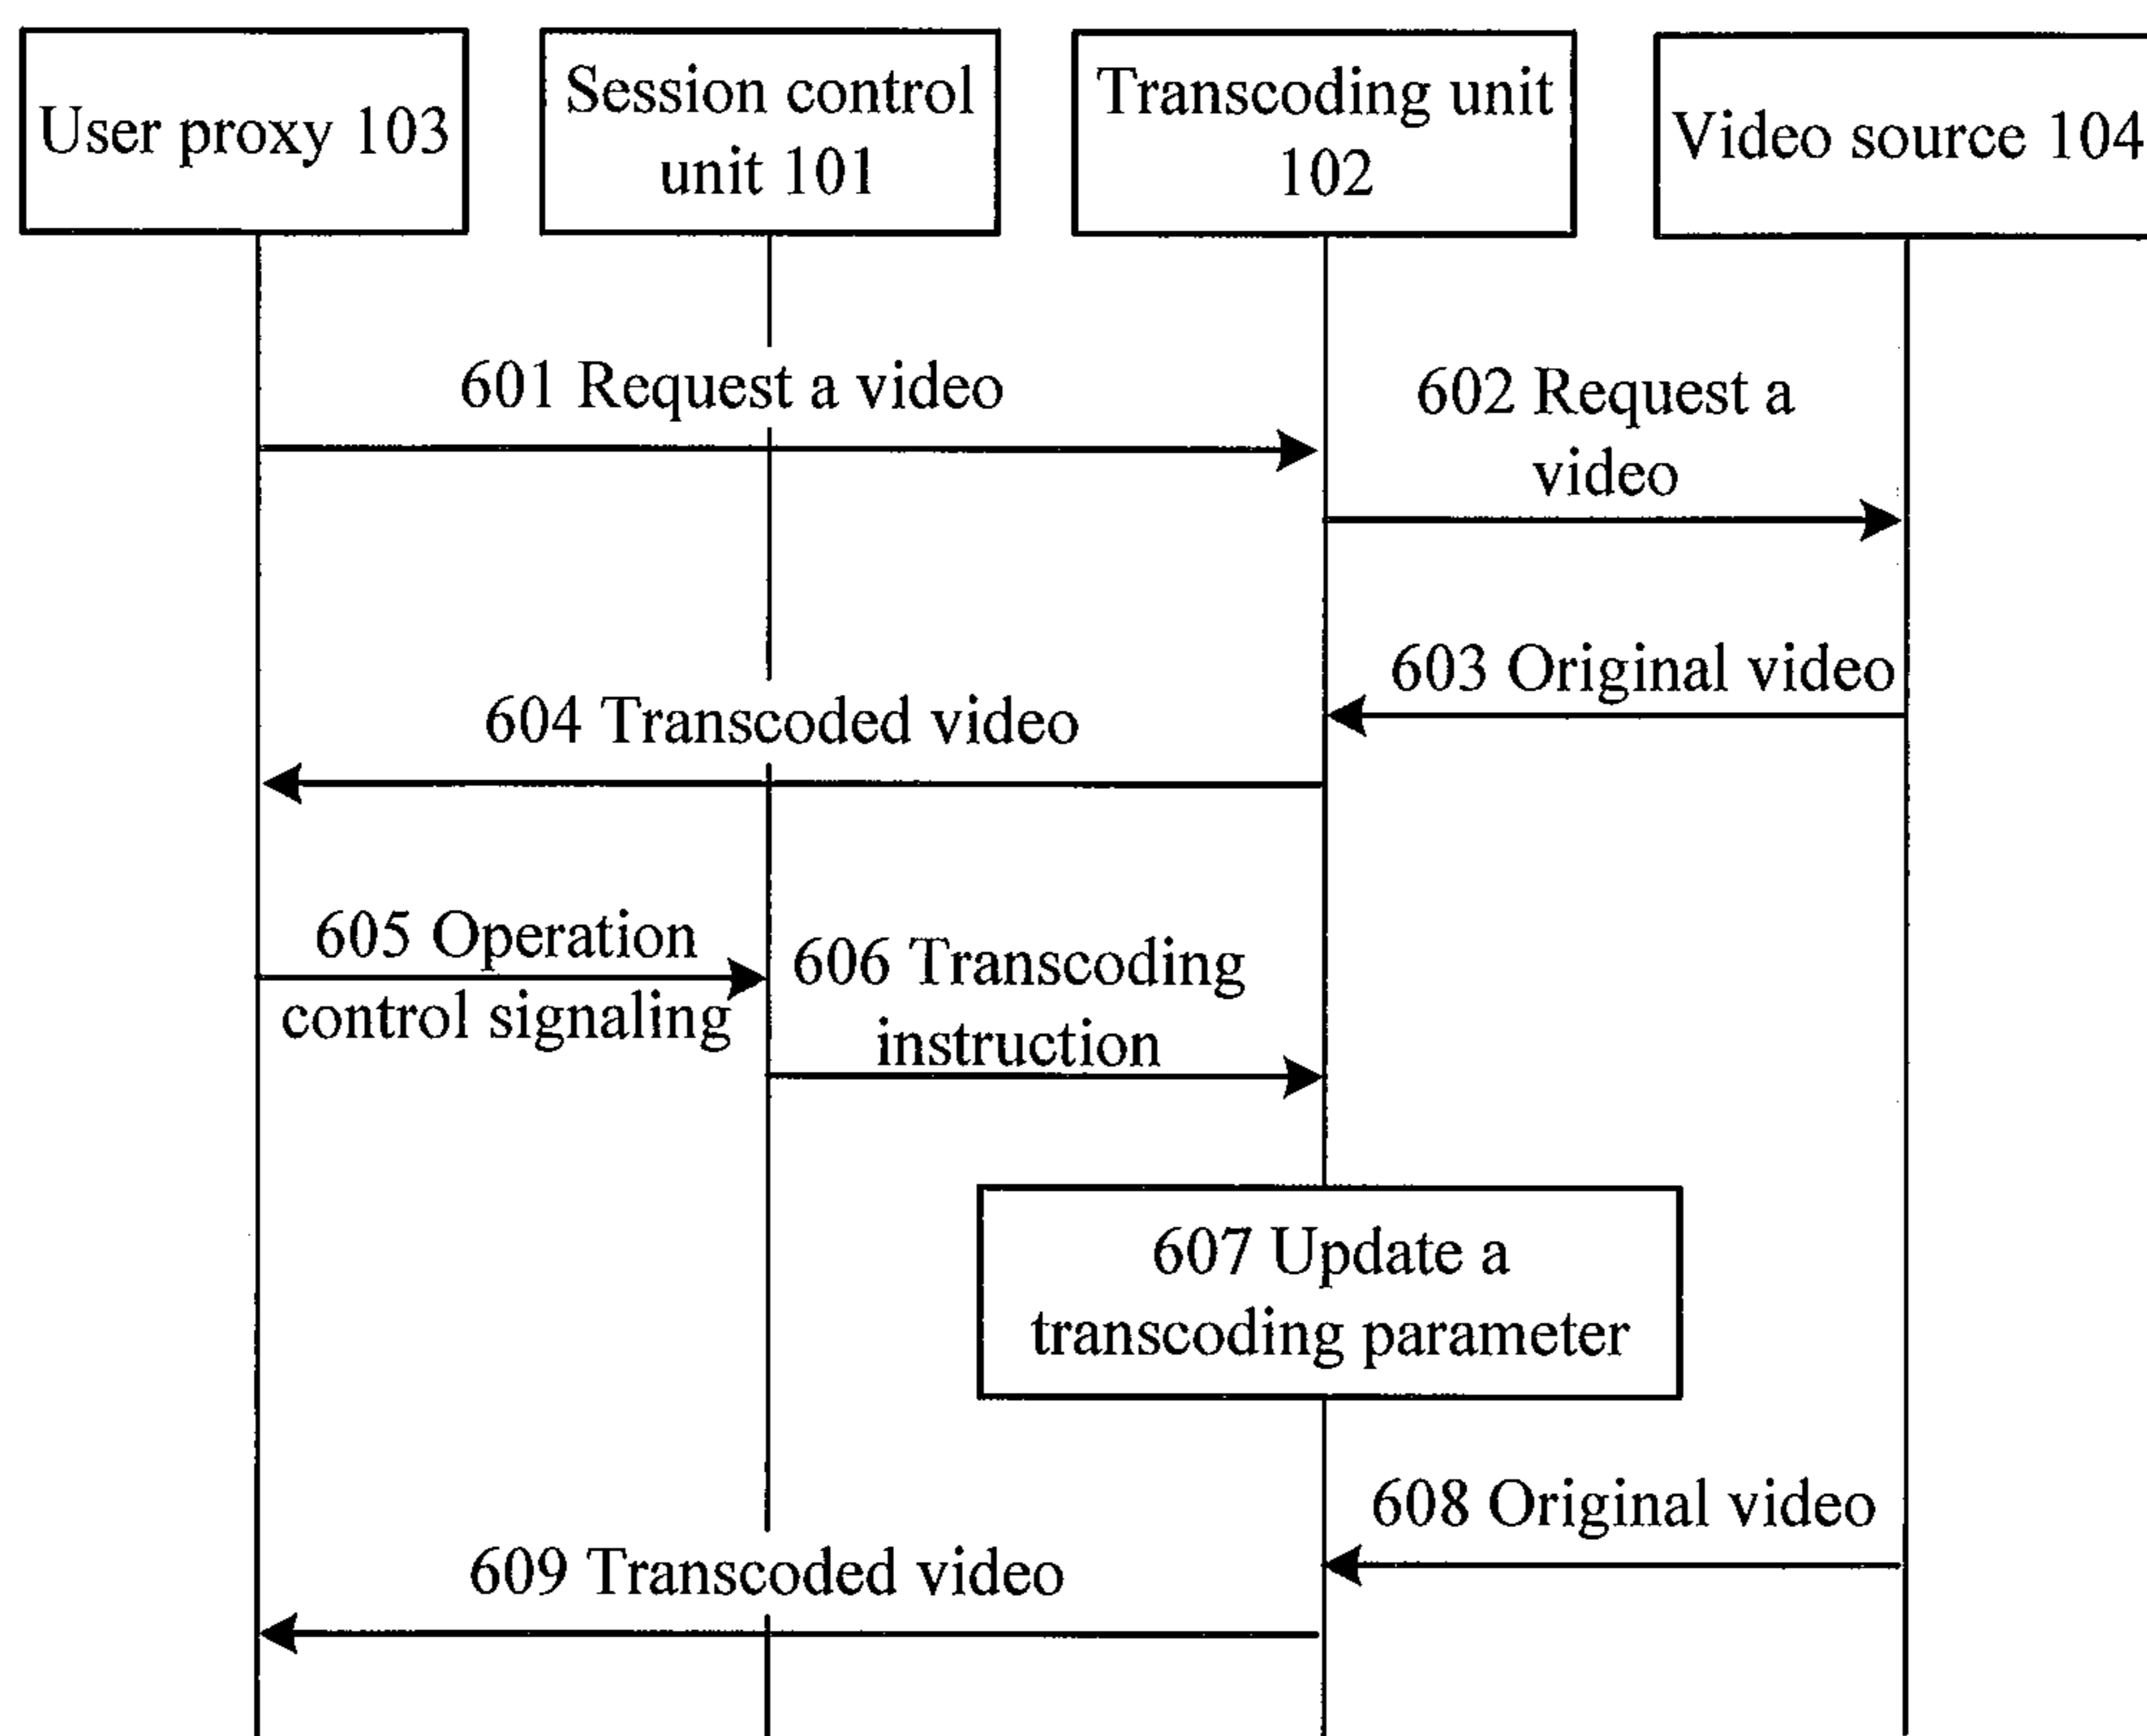 User proxy 103
Session control
unit 101
Transcoding unit
102
Video source 104
601 Request a video
602 Request a
video
603 Original video
604 Transcoded video
605 Operation
control signaling
606 Transcoding
instruction
607 Update a
transcoding parameter
608 Original video
609 Transcoded video